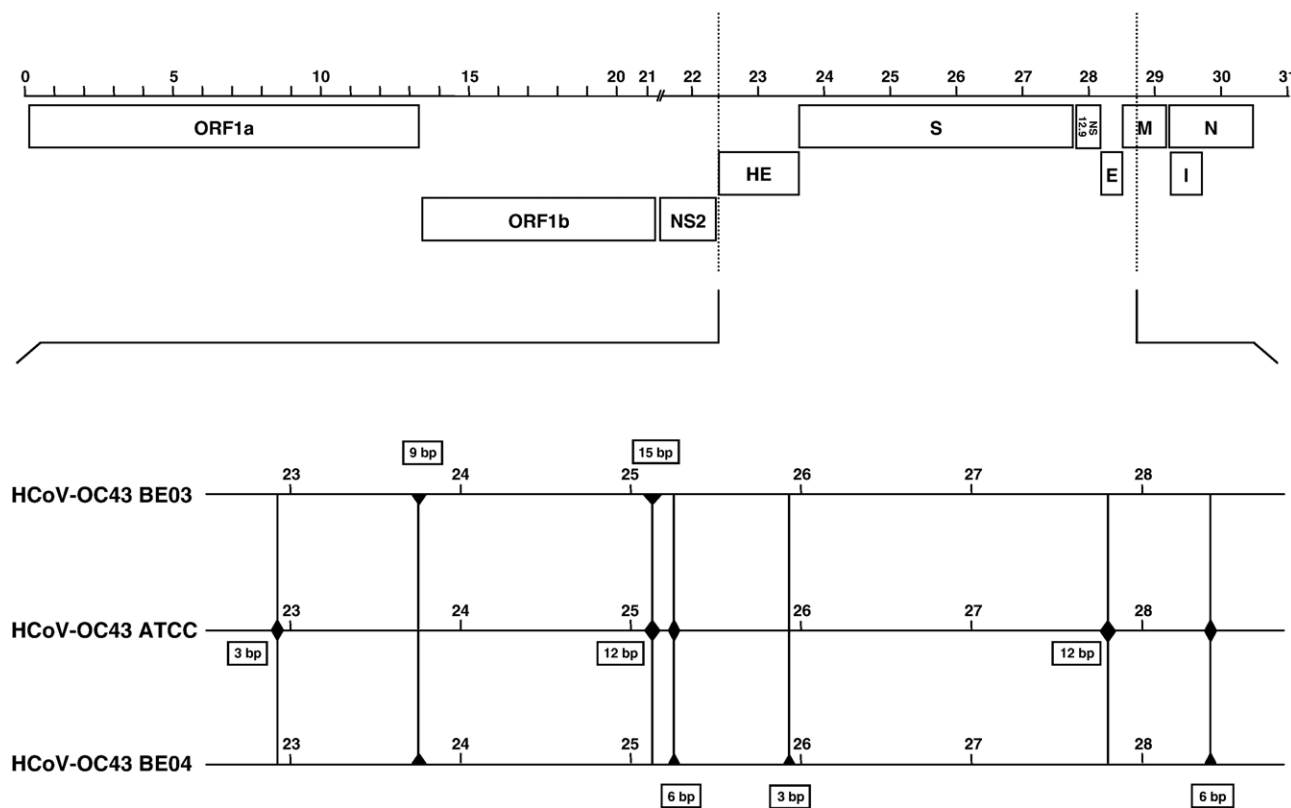 0 5 10 15 20 21 22 23 24 25 26 27 28 29 30 31
ORF1a S NS 12.9 M N
HE E I
ORF1b NS2
9 bp 15 bp
23 24 25 26 27 28
HCoV-OC43 BE03
23 24 25 26 27 28
HCoV-OC43 ATCC
3 bp 12 bp 12 bp
23 24 25 26 27 28
HCoV-OC43 BE04
6 bp 3 bp 6 bp